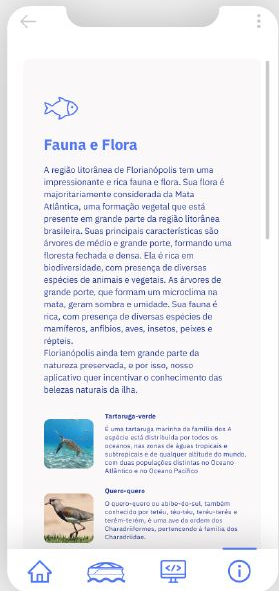 Fauna e Flora
A região litorânea de Florianópolis tem uma
impressionante e rica fauna e flora. Sua flora é
majoritariamente considerada da Mata
Atlântica, uma formação vegetal que está
presente em grande parte da região litorânea
brasileira. Suas principais características são
árvores de médio e grande porte, formando uma
floresta fechada e densa. Ela é rica em
biodiversidade, com presença de diversas
espécies de animais e vegetais. As árvores de
grande porte, que formam um microclima na
mata, geram sombra e umidade. Sua fauna é
rica, com presença de diversas espécies de
mamíferos, anfíbios, aves, insetos, peixes e
répteis.
Florianópolis ainda tem grande parte da
natureza preservada, e por isso, nosso
aplicativo quer incentivar o conhecimento das
belezas naturais da ilha.
Tartaruga-verde
É uma tartaruga marinha da família dos A
espécie está distribuída por todos os
oceanos, nas zonas de águas tropicais e
subtropicais e de qualquer altitude do mundo,
com duas populações distintas no Oceano
Atlântico e no Oceano Pacífico
Quero-quero
O quero-quero ou abibe-do-sul, também
conhecido por tetéu, téu-téu, teréu-teréu e
terém-terém, é uma ave da ordem dos
Charadriiformes, pertencendo à família dos
Charadriidae.